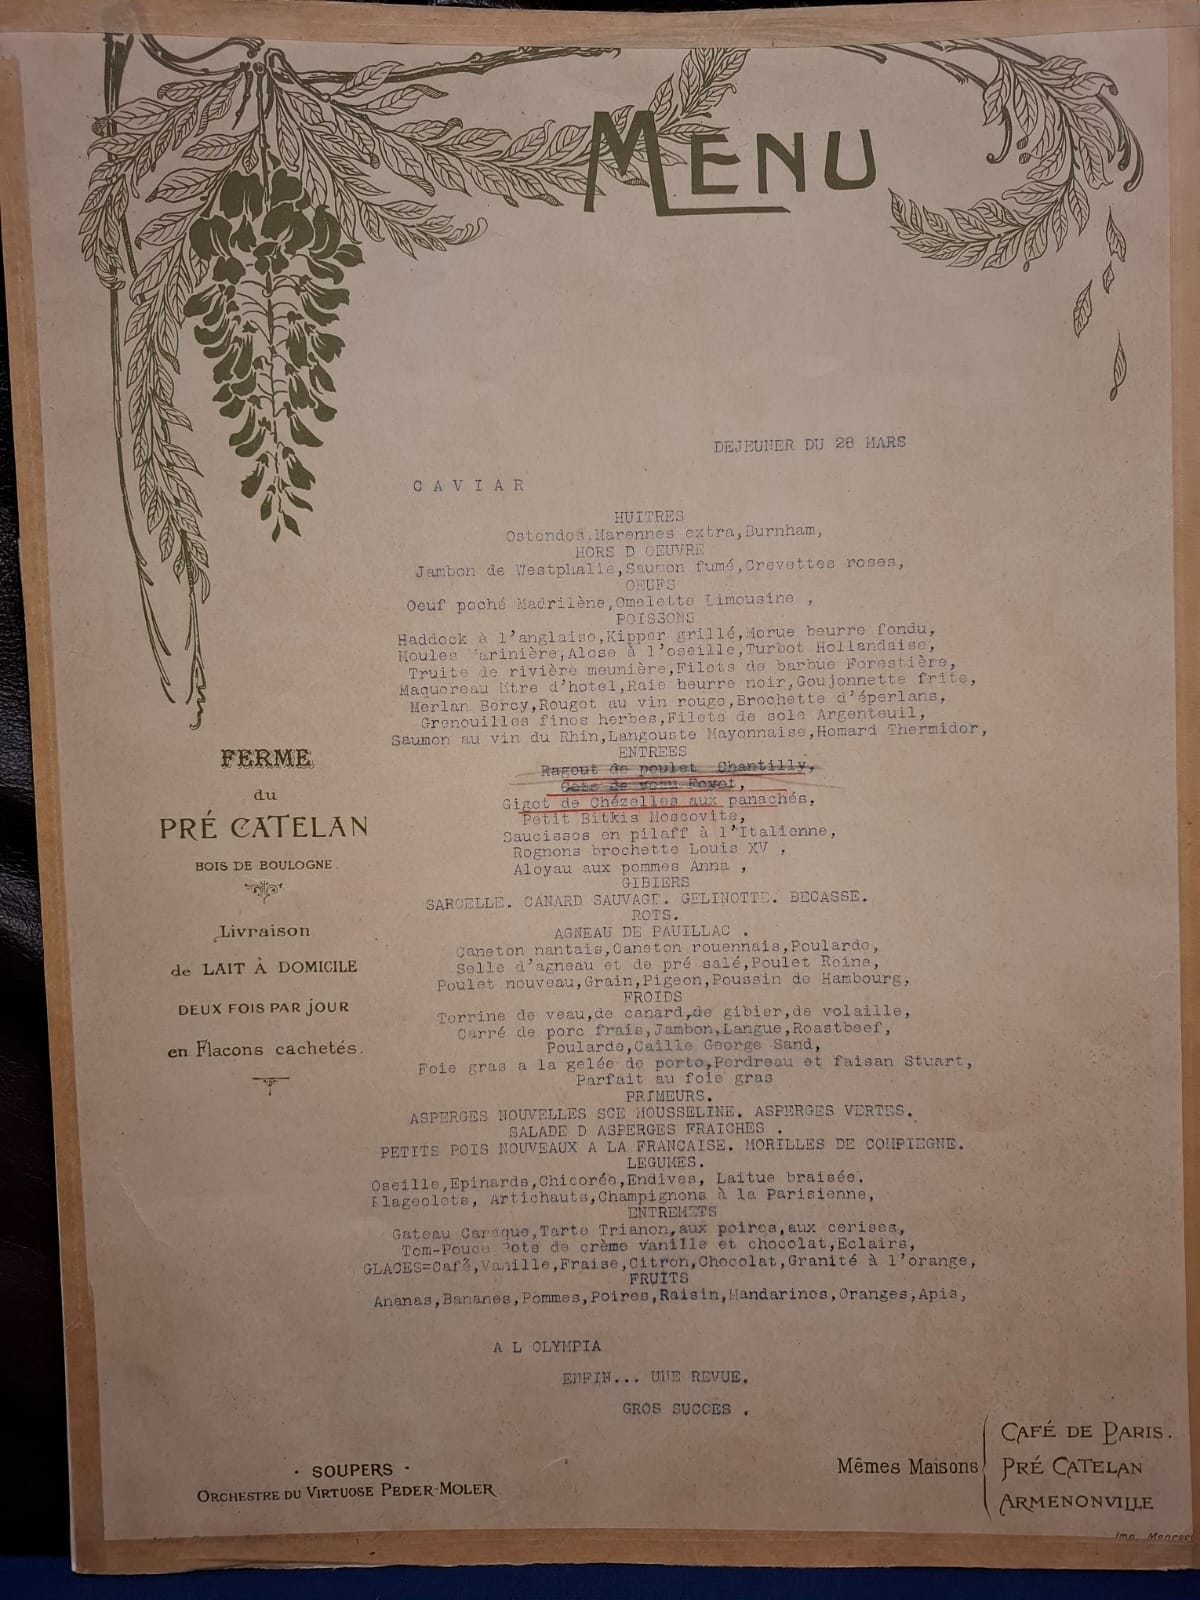 MENU
DEJEUNER DU 28 MARS
CAVIAR
HUITRES
Ostendes,Marennes extra,Burnham,
HORS D OEUVRE
Jambon de Westphalie,Saumon fumé,Crevettes roses,
OEUFS
Oeuf poché Madrilène,Omelette Limousine ,
POISSONS
Haddock à l'anglaise,Kipper grillé,Morue beurre fondu,
Moules Marinière,Alose à l'oseille,Turbot Hollandaise,
Truite de rivière meunière,Filets de barbue Forestière,
Maquereau Mtre d'hotel,Raie beurre noir,Goujonnette frite,
Merlan Bercy,Rouget au vin rouge,Brochette d'éperlans,
Grenouilles fines herbes,Filets de sole Argenteuil,
Saumon au vin du Rhin,Langouste Mayonnaise,Homard Thermidor,
ENTREES
Ragout de poulet Chantilly,
Cote de veau Foyot,
Gigot de Chézelles aux panachés,
Petit Bitkis Moscovite,
Saucisses en pilaff à l'Italienne,
Rognons brochette Louis XV ,
Aloyau aux pommes Anna ,
GIBIERS
SARCELLE. CANARD SAUVAGE. GELINOTTE. BECASSE.
ROTS.
AGNEAU DE PAUILLAC .
Caneton nantais,Caneton rouennais,Poularde,
Selle d'agneau et de pré salé,Poulet Reine,
Poulet nouveau,Grain,Pigeon,Poussin de Hambourg,
FROIDS
Terrine de veau,de canard,de gibier,de volaille,
Carré de porc frais,Jambon,Langue,Roastbeef,
Poularde,Caille George Sand,
Foie gras a la gelée de porto,Perdreau et faisan Stuart,
Parfait au foie gras
PRIMEURS.
ASPERGES NOUVELLES SCE MOUSSELINE. ASPERGES VERTES.
SALADE D ASPERGES FRAICHES .
PETITS POIS NOUVEAUX A LA FRANCAISE. MORILLES DE COMPIEGNE.
LEGUMES.
Oseille,Epinards,Chicorée,Endives, Laitue braisée.
Flageolets, Artichauts,Champignons à la Parisienne,
ENTREMETS
Gateau Caraque,Tarte Trianon,aux poires,aux cerises,
Tom-Pouce Pots de crème vanille et chocolat,Eclairs,
GLACES=Café,Vanille,Fraise,Citron,Chocolat,Granité à l'orange,
FRUITS
Ananas,Bananes,Pommes,Poires,Raisin,Mandarines,Oranges,Apis,
A L OLYMPIA
ENFIN... UNE REVUE.
GROS SUCCES .
FERME
du
PRÉ CATELAN
BOIS DE BOULOGNE.
Livraison
de LAIT À DOMICILE
DEUX FOIS PAR JOUR
en Flacons cachetés.
· SOUPERS ·
ORCHESTRE DU VIRTUOSE PEDER-MOLER
Mêmes Maisons
CAFÉ DE PARIS.
PRÉ CATELAN
ARMENONVILLE
Imp.